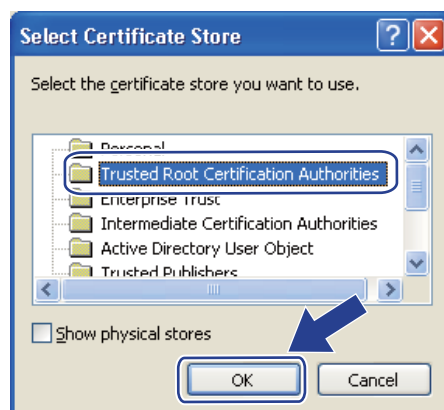 Select Certificate Store
Select the certificate store you want to use.
Personal
Trusted Root Certification Authorities
Enterprise Trust
Intermediate Certification Authorities
Active Directory User Object
Trusted Publishers
Show physical stores
OK Cancel